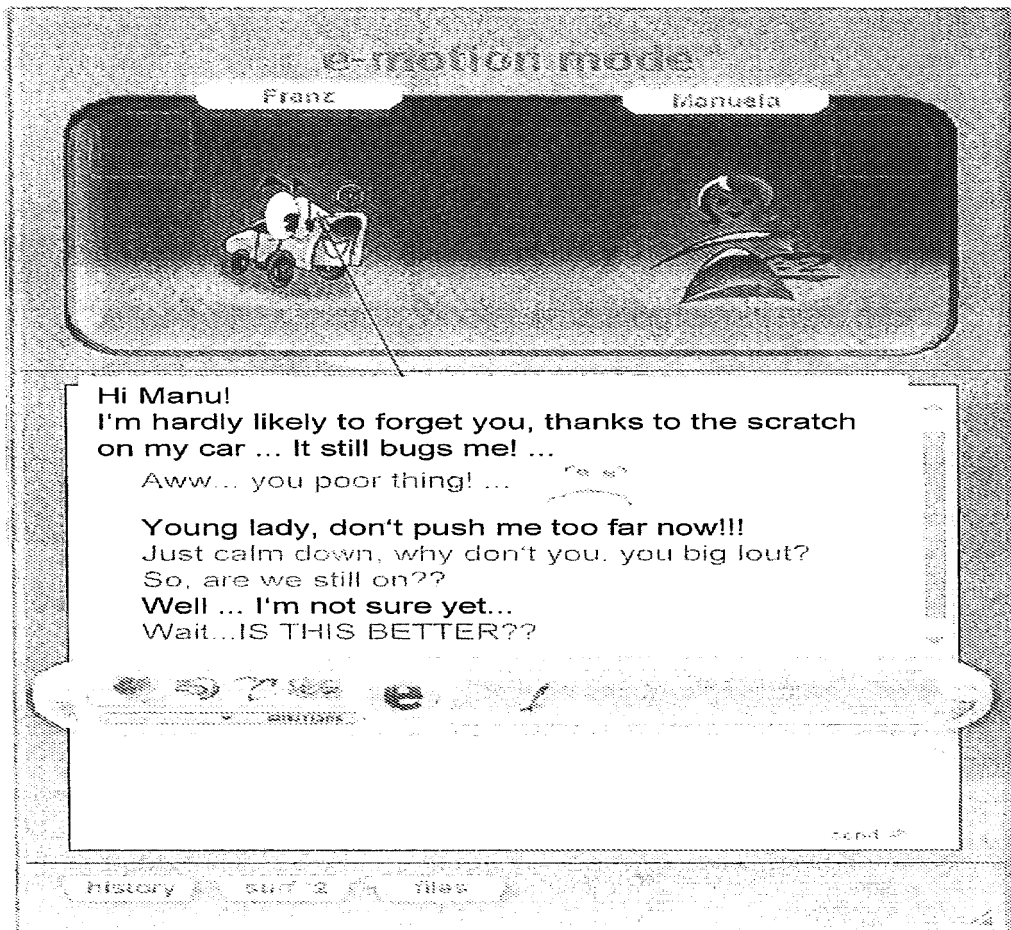 e-motion mode
Franz Manuela
Hi Manu!
I'm hardly likely to forget you, thanks to the scratch
on my car ... It still bugs me! ...
Aww... you poor thing! ...
Young lady, don't push me too far now!!!
Just calm down, why don't you. you big lout?
So, are we still on??
Well ... I'm not sure yet...
Wait...IS THIS BETTER??
e
send
history surf 2 files